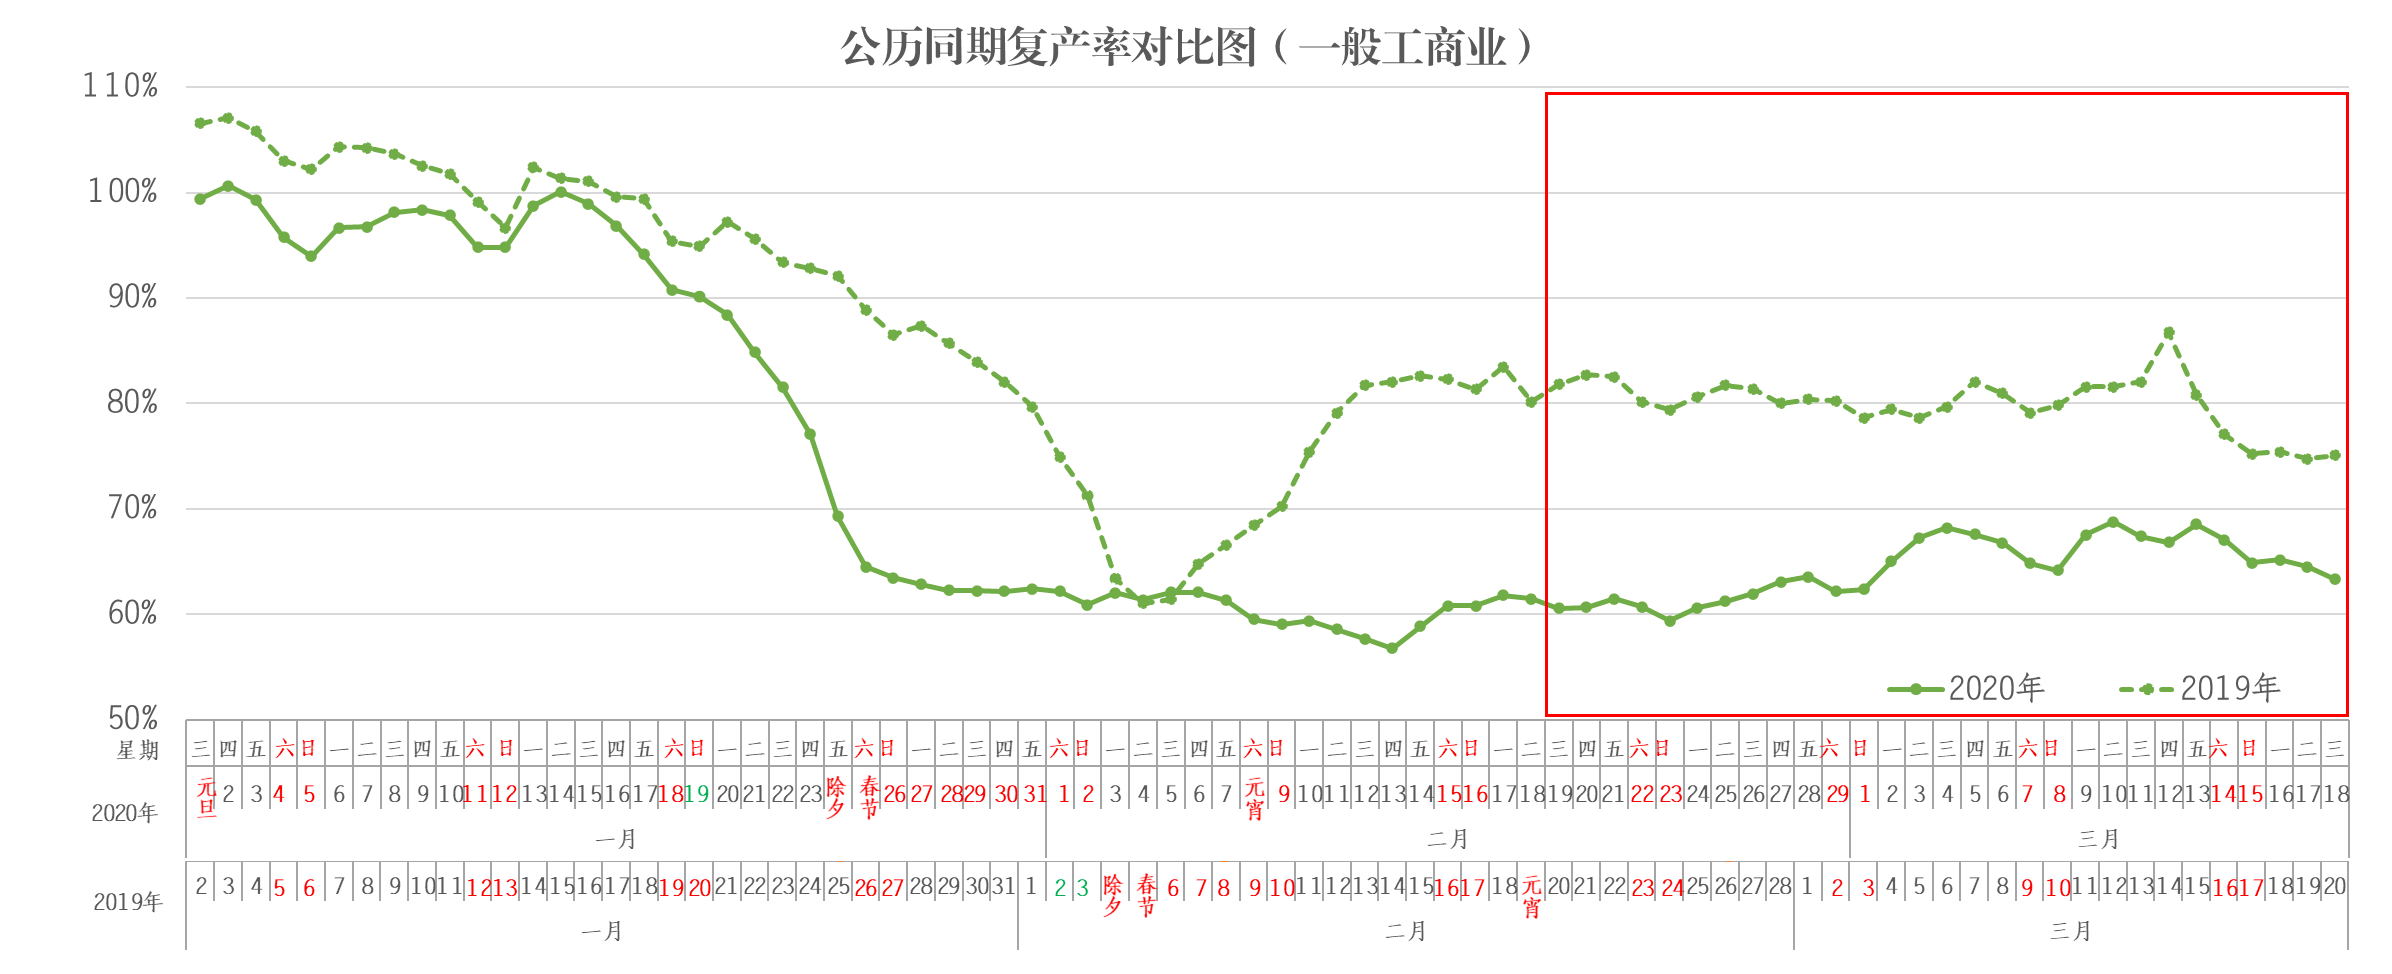 公历同期复产率对比图（一般工商业）
110%
100%
90%
80%
70%
60%
50%
2020年 2019年
星期 三 四 五 六 日 一 二 三 四 五 六 日 一 二 三 四 五 六 日 一 二 三 四 五 六 日 一 二 三 四 五 六 日 一 二 三 四 五 六 日 一 二 三 四 五 六 日 一 二 三 四 五 六 日 一 二 三 四 五 六 日 一 二 三 四 五 六 日 一 二 三 四 五 六 日 一 二 三
2020年 元旦 2 3 4 5 6 7 8 9 10 11 12 13 14 15 16 17 18 19 20 21 22 23 除夕 春节 26 27 28 29 30 31 1 2 3 4 5 6 7 元宵 9 10 11 12 13 14 15 16 17 18 19 20 21 22 23 24 25 26 27 28 29 1 2 3 4 5 6 7 8 9 10 11 12 13 14 15 16 17 18
一月 二月 三月
2019年 2 3 4 5 6 7 8 9 10 11 12 13 14 15 16 17 18 19 20 21 22 23 24 25 26 27 28 29 30 31 1 2 3 除夕 春节 6 7 8 9 10 11 12 13 14 15 16 17 18 元宵 20 21 22 23 24 25 26 27 28 1 2 3 4 5 6 7 8 9 10 11 12 13 14 15 16 17 18 19 20
一月 二月 三月